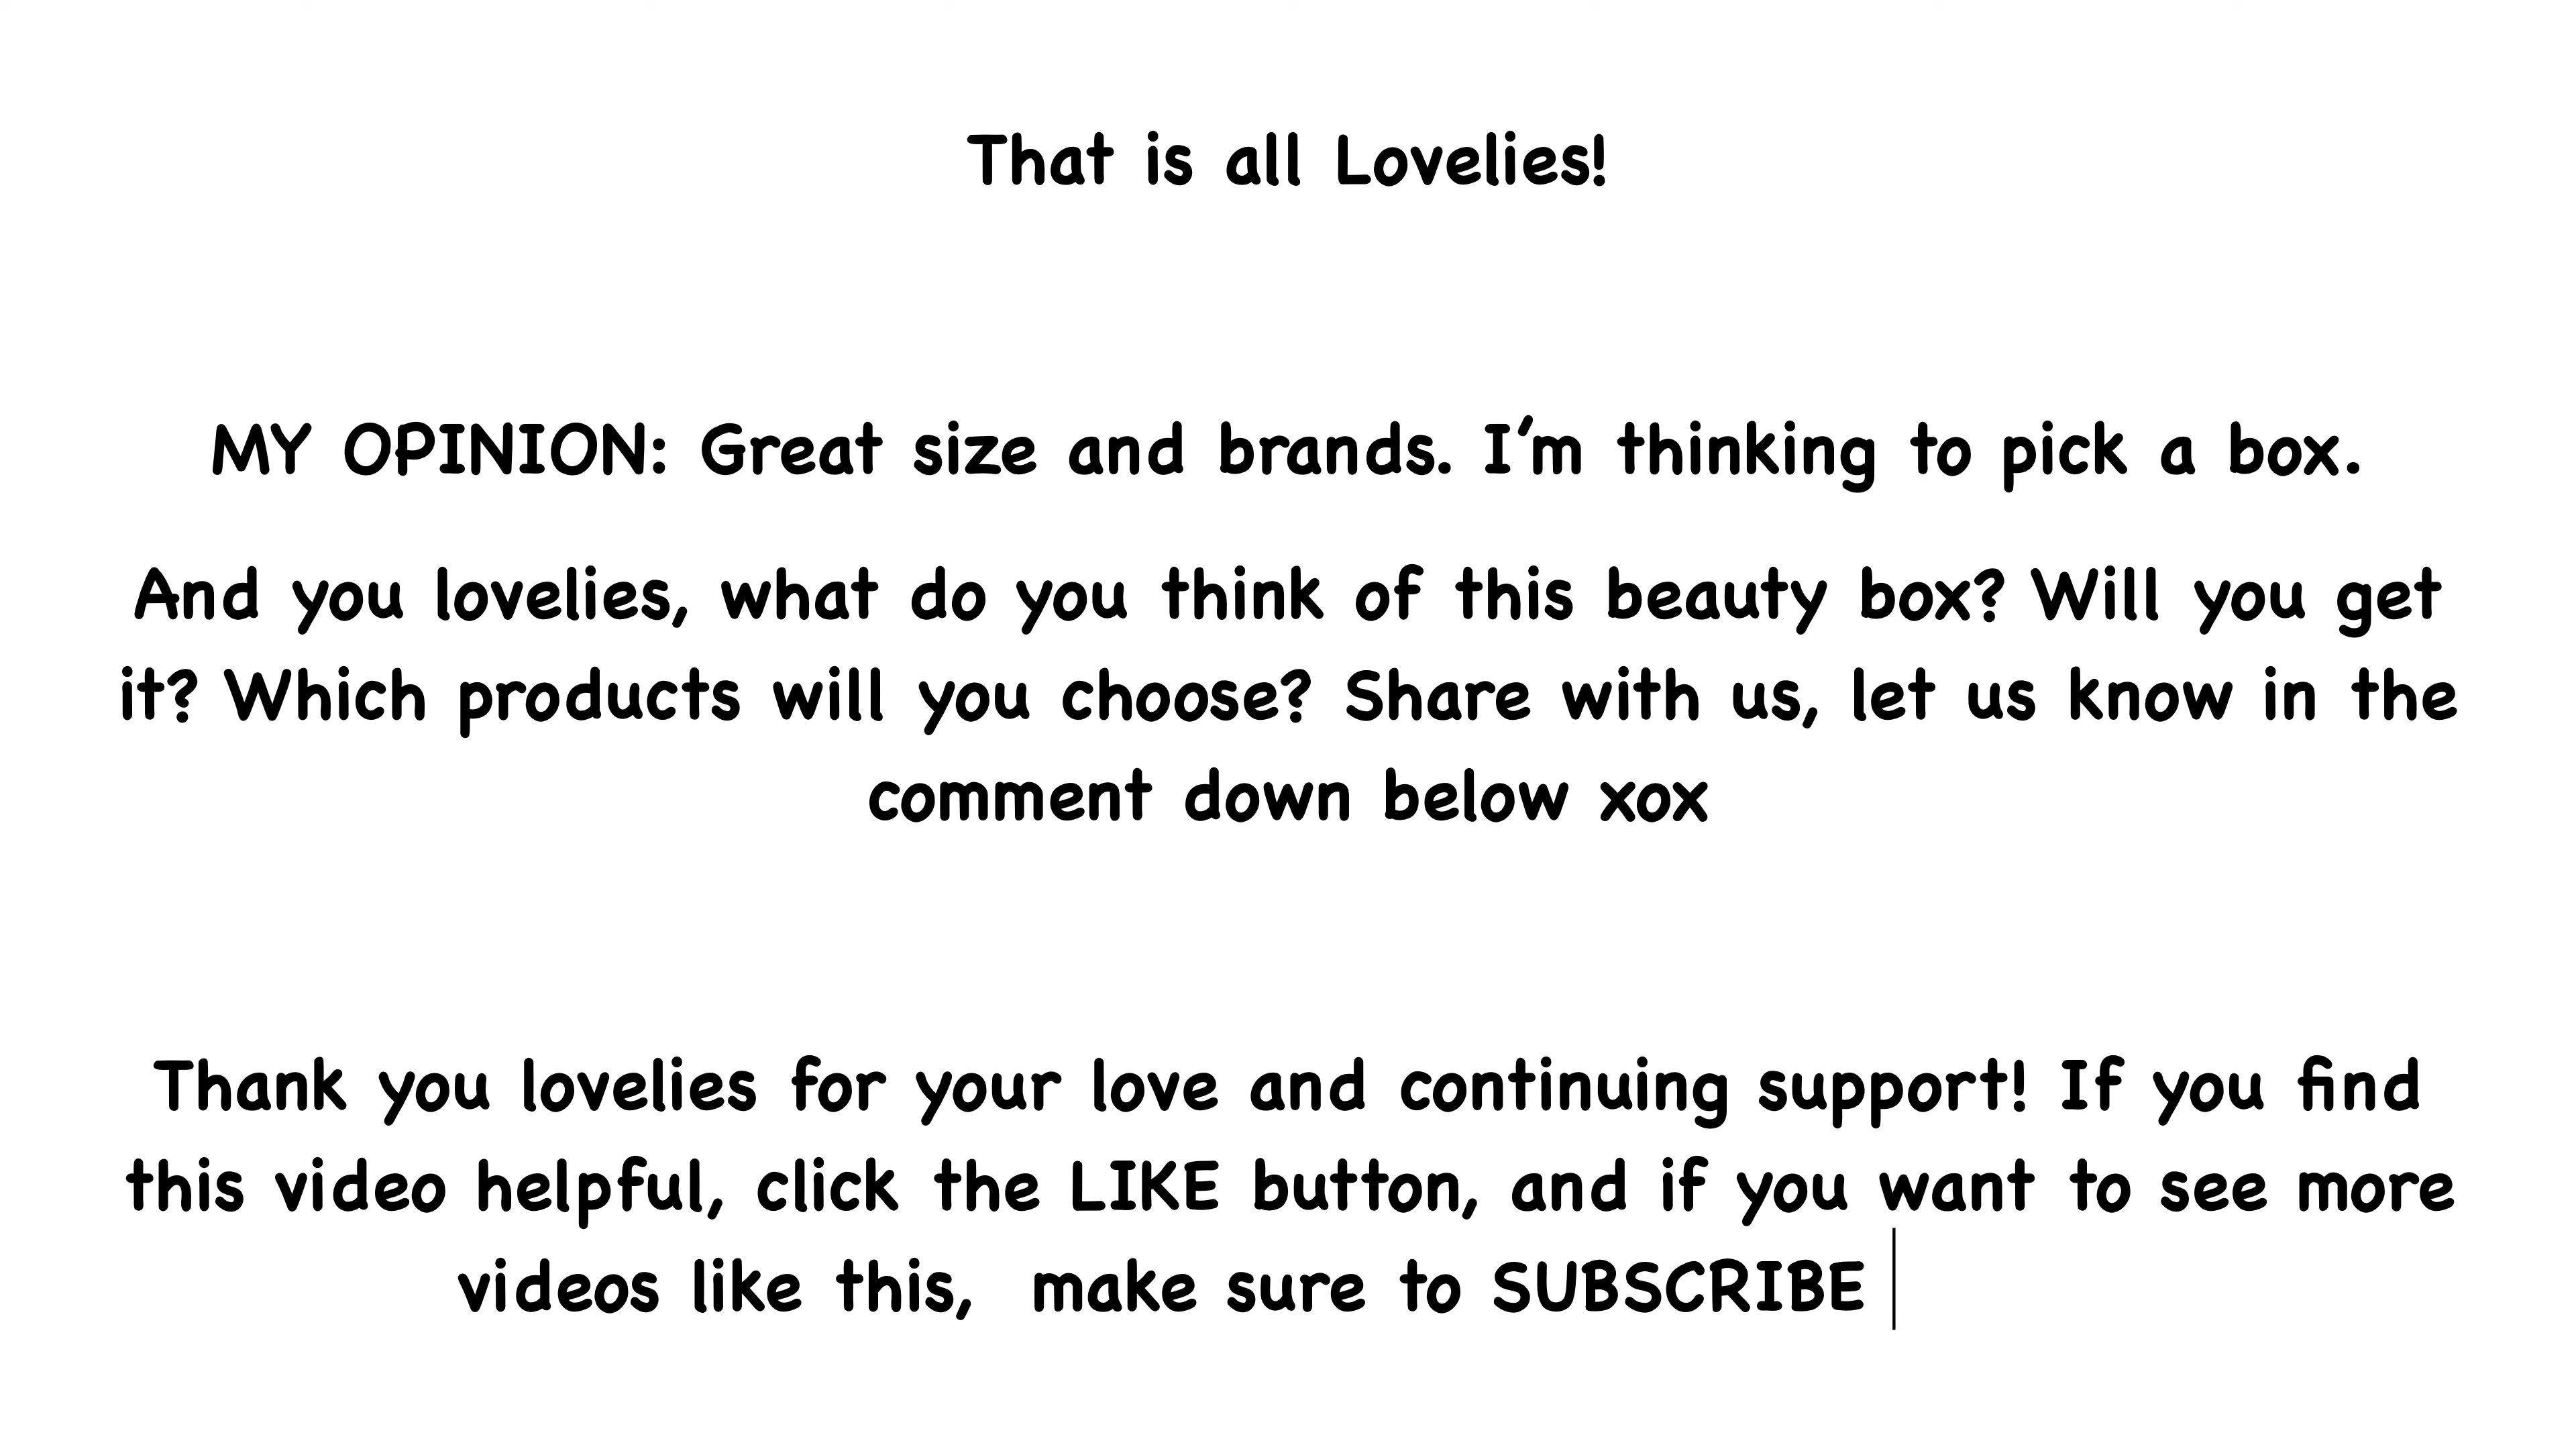 That is all Lovelies!
MY OPINION: Great size and brands. I’m thinking to pick a box.
And you lovelies, what do you think of this beauty box? Will you get
it? Which products will you choose? Share with us, let us know in the
comment down below xox
Thank you lovelies for your love and continuing support! If you find
this video helpful, click the LIKE button, and if you want to see more
videos like this,  make sure to SUBSCRIBE